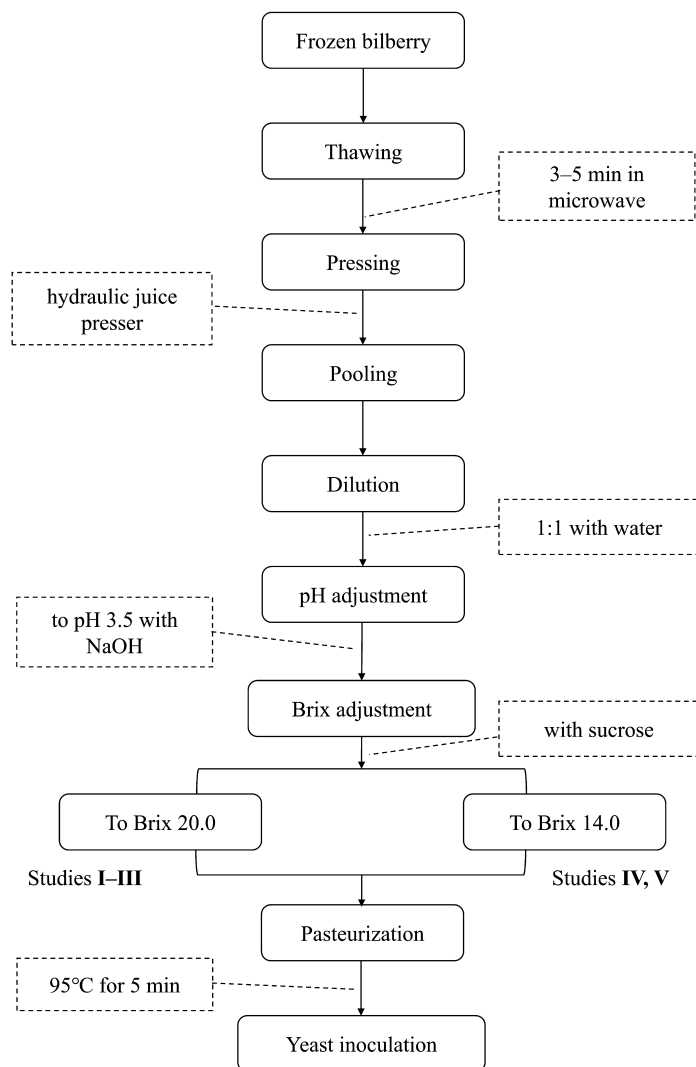 Frozen bilberry
Thawing
3–5 min in
microwave
Pressing
hydraulic juice
presser
Pooling
Dilution
1:1 with water
pH adjustment
to pH 3.5 with
NaOH
Brix adjustment
with sucrose
To Brix 20.0
To Brix 14.0
Studies I–III
Studies IV, V
Pasteurization
95℃ for 5 min
Yeast inoculation